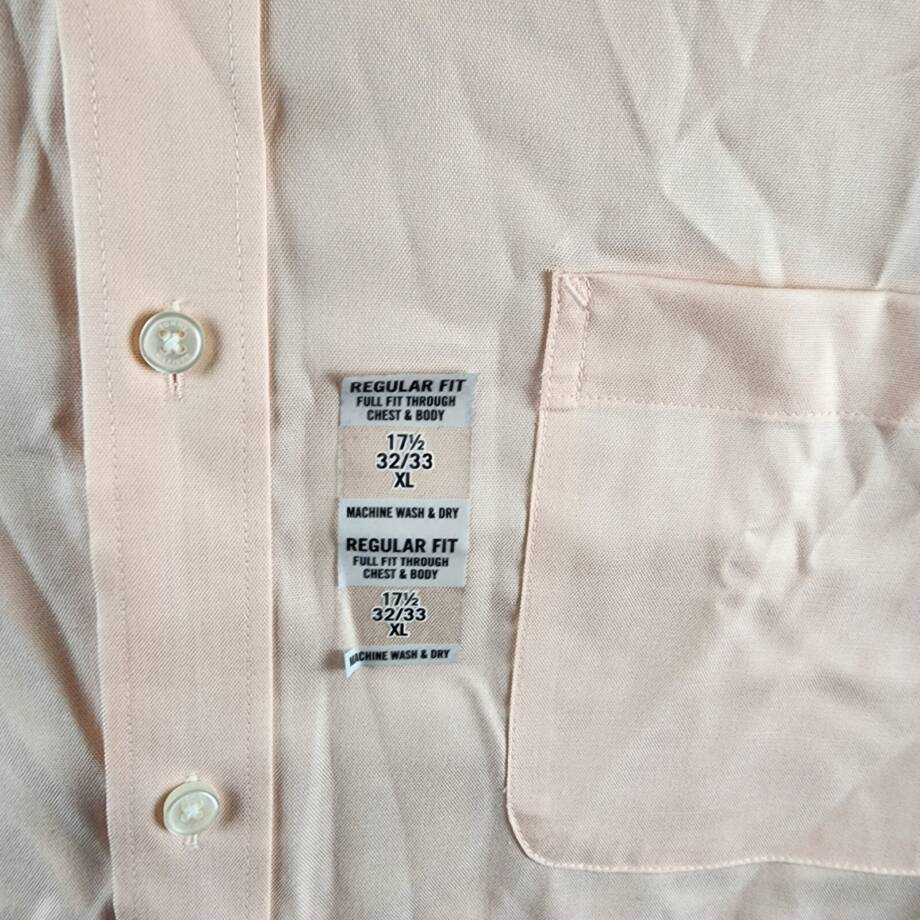 REGULAR FIT
FULL FIT THROUGH
CHEST & BODY
17½
32/33
XL
MACHINE WASH & DRY
REGULAR FIT
FULL FIT THROUGH
CHEST & BODY
17½
32/33
XL
MACHINE WASH & DRY